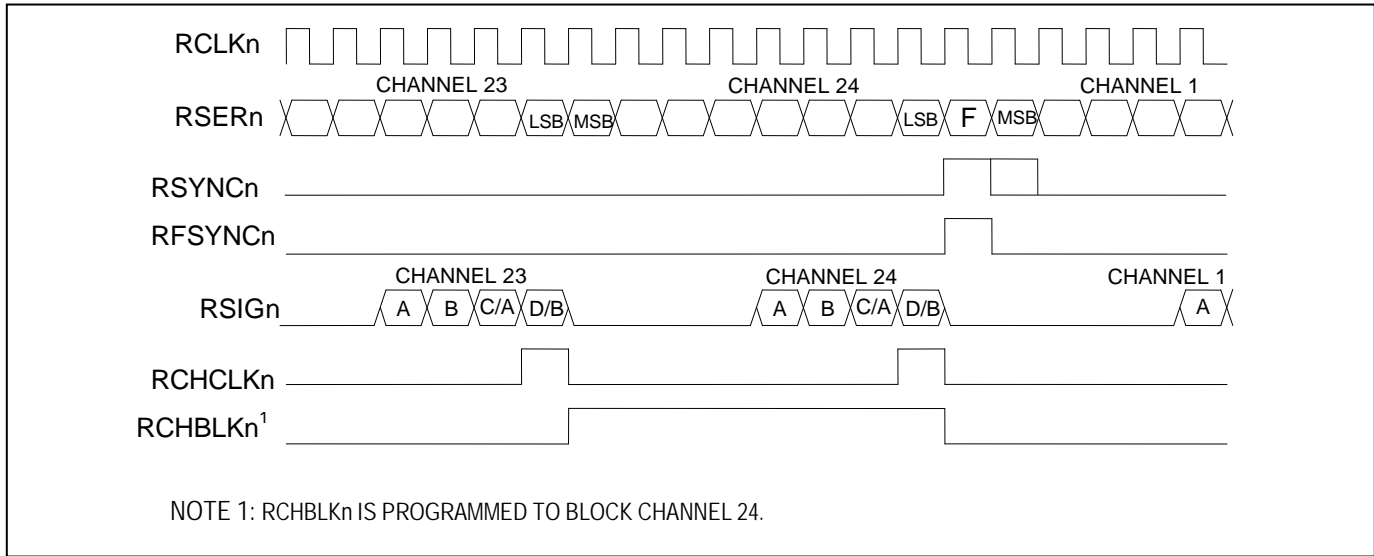 RCLKn
CHANNEL 23 CHANNEL 24 CHANNEL 1
RSERn LSB MSB LSB F MSB
RSYNCn
RFSYNCn
CHANNEL 23 CHANNEL 24 CHANNEL 1
RSIGn A B C/A D/B A B C/A D/B A
RCHCLKn
RCHBLKn¹
NOTE 1: RCHBLKn IS PROGRAMMED TO BLOCK CHANNEL 24.